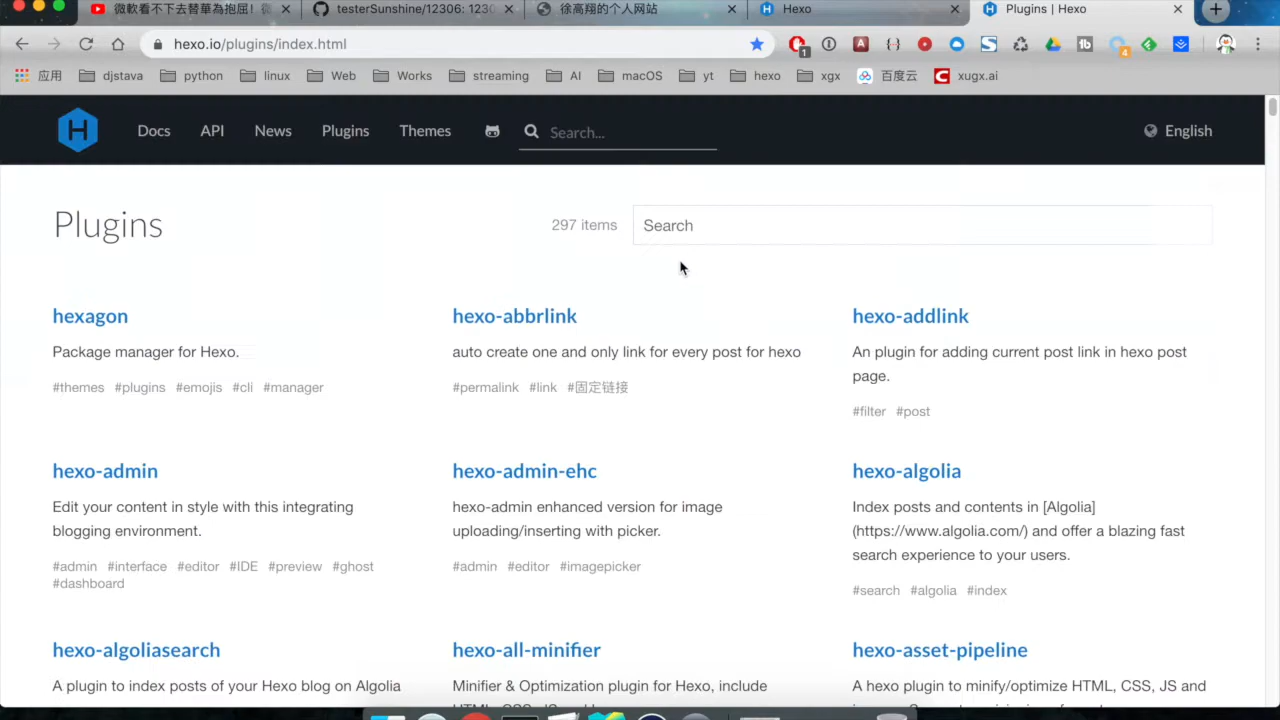 微軟看不下去替華為抱屈！
testerSunshine/12306: 1230
徐高翔的个人网站
Hexo
Plugins | Hexo
hexo.io/plugins/index.html
应用 djstava python linux Web Works streaming AI macOS yt hexo xgx 百度云 xugx.ai
Docs API News Plugins Themes Search... English
Plugins
297 items
Search
hexagon
Package manager for Hexo.
#themes #plugins #emojis #cli #manager
hexo-abbrlink
auto create one and only link for every post for hexo
#permalink #link #固定链接
hexo-addlink
An plugin for adding current post link in hexo post
page.
#filter #post
hexo-admin
Edit your content in style with this integrating
blogging environment.
#admin #interface #editor #IDE #preview #ghost
#dashboard
hexo-admin-ehc
hexo-admin enhanced version for image
uploading/inserting with picker.
#admin #editor #imagepicker
hexo-algolia
Index posts and contents in [Algolia]
(https://www.algolia.com/) and offer a blazing fast
search experience to your users.
#search #algolia #index
hexo-algoliasearch
A plugin to index posts of your Hexo blog on Algolia
hexo-all-minifier
Minifier & Optimization plugin for Hexo, include
hexo-asset-pipeline
A hexo plugin to minify/optimize HTML, CSS, JS and